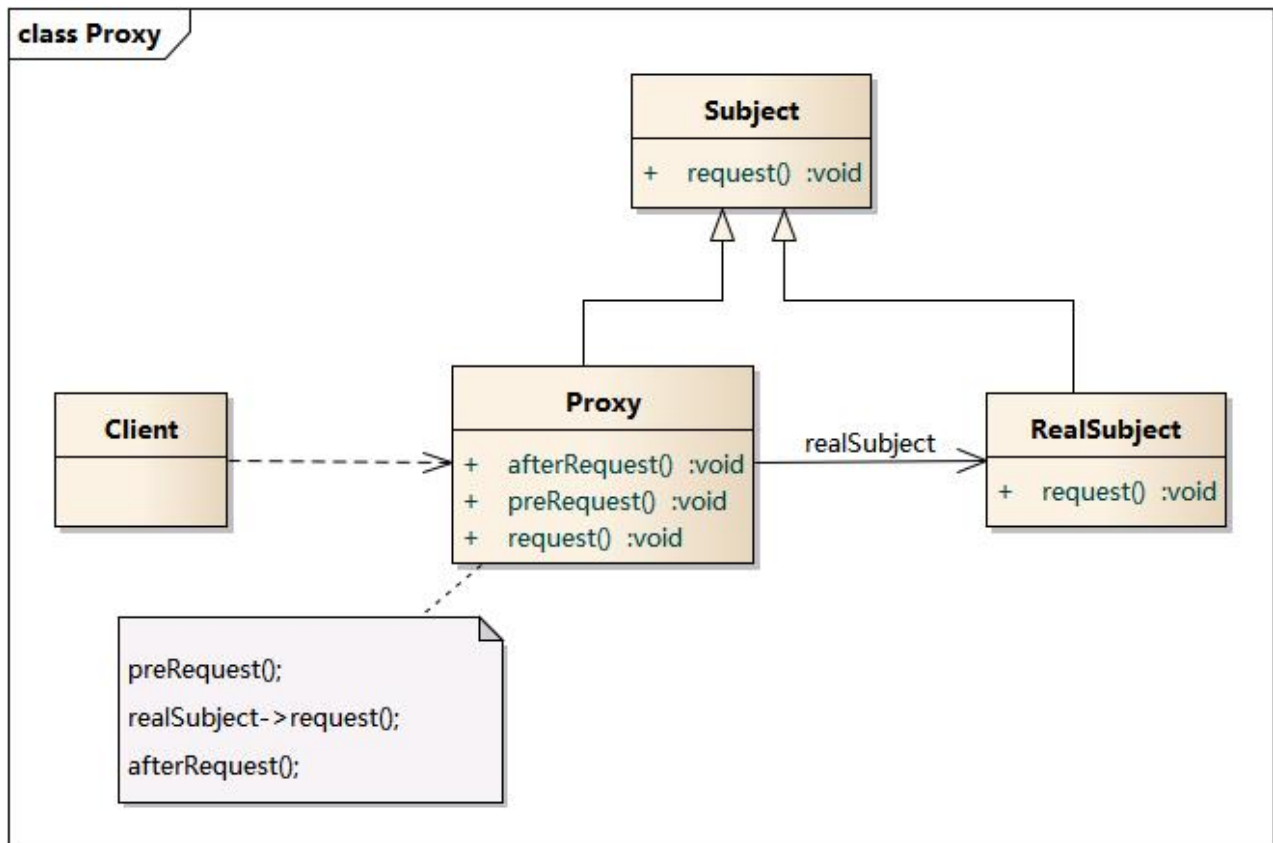 class Proxy
Subject
+ request() :void
Client
Proxy
+ afterRequest() :void
+ preRequest() :void
+ request() :void
realSubject
RealSubject
+ request() :void
preRequest();
realSubject->request();
afterRequest();